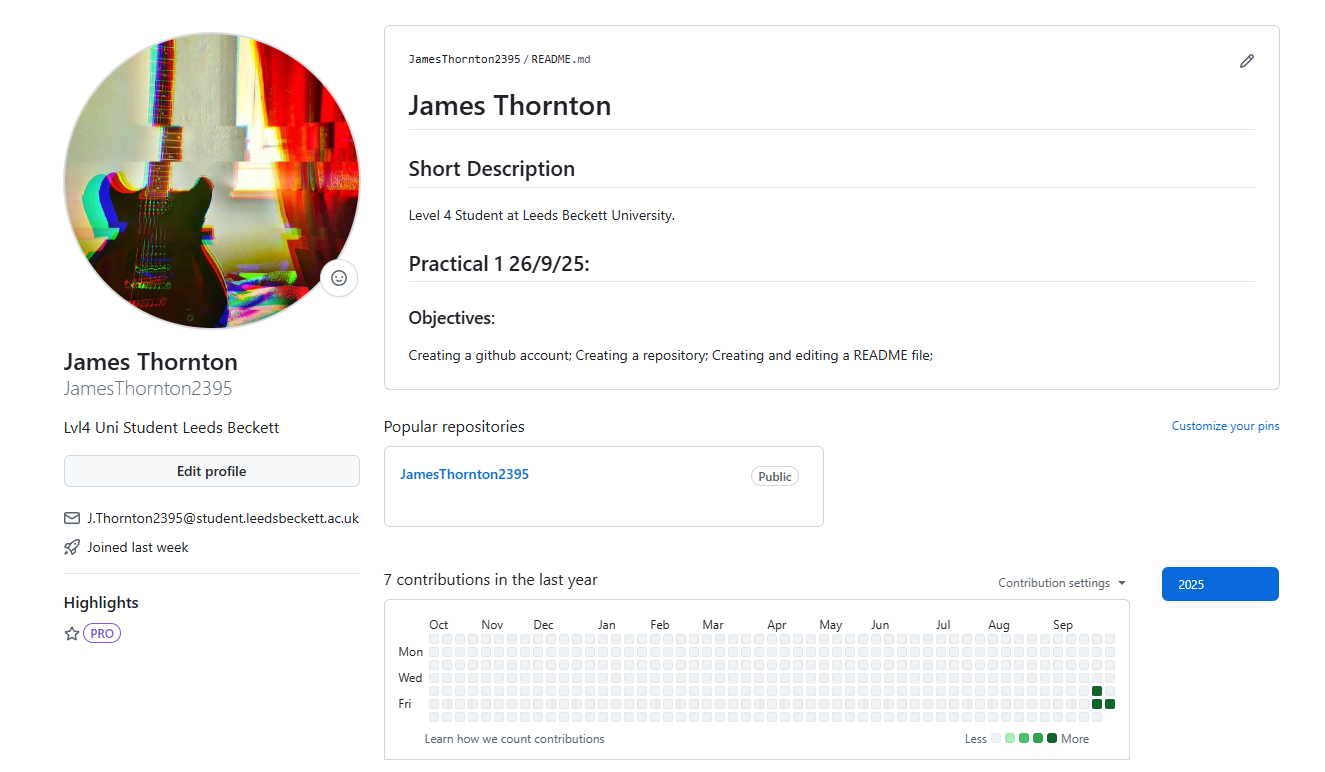 JamesThornton2395/README.md
James Thornton
Short Description
Level 4 Student at Leeds Beckett University.
Practical 1 26/9/25:
Objectives:
Creating a github account; Creating a repository; Creating and editing a README file;
James Thornton
JamesThornton2395
Lvl4 Uni Student Leeds Beckett
Edit profile
J.Thornton2395@student.leedsbeckett.ac.uk
Joined last week
Highlights
PRO
Popular repositories
Customize your pins
JamesThornton2395
Public
7 contributions in the last year
Contribution settings
2025
Oct Nov Dec Jan Feb Mar Apr May Jun Jul Aug Sep
Mon
Wed
Fri
Learn how we count contributions
Less More